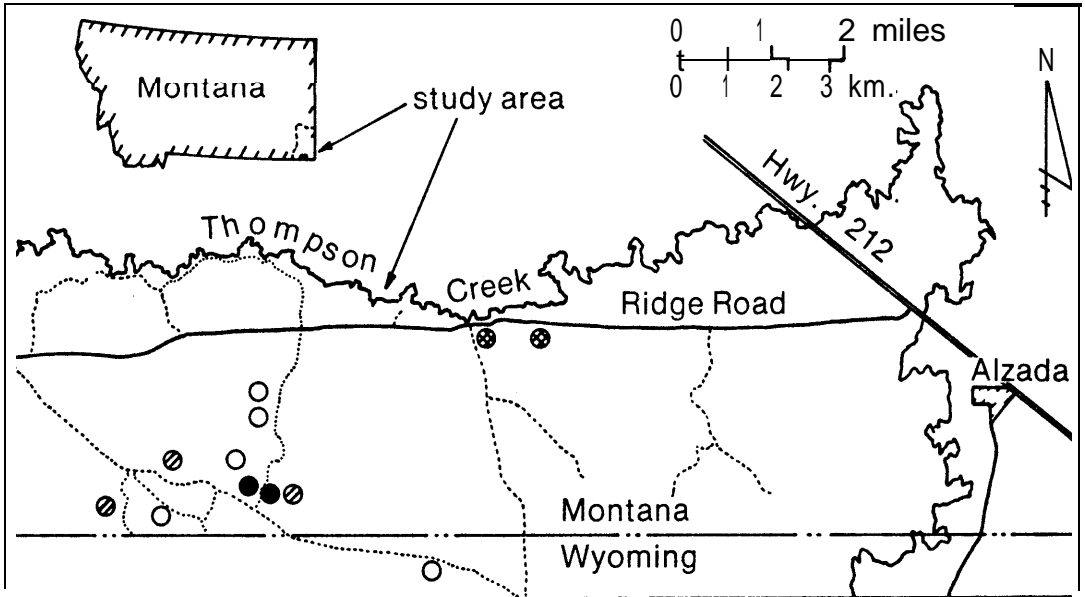 0 1 2 miles
0 1 2 3 km.
N
Montana
study area
Hwy. 212
Thompson Creek
Ridge Road
Alzada
Montana
Wyoming